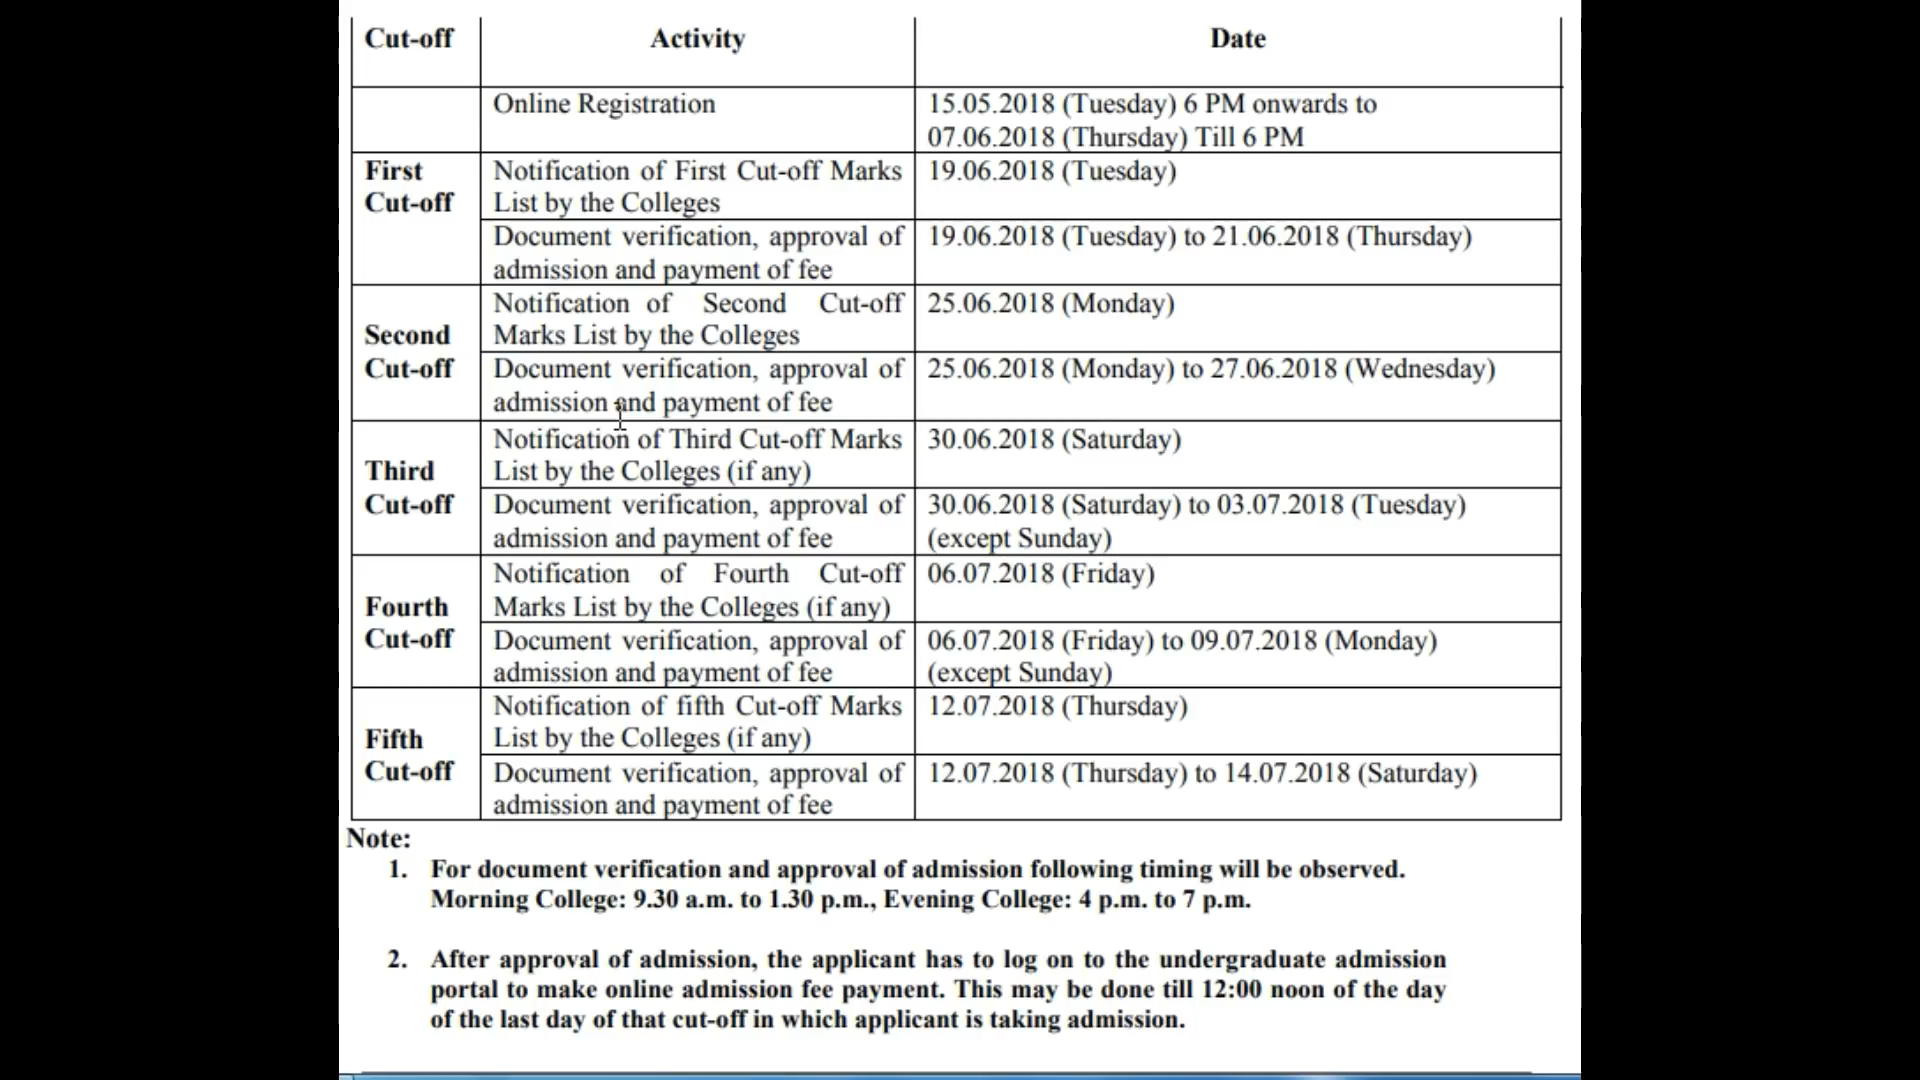 Cut-off Activity Date
Online Registration 15.05.2018 (Tuesday) 6 PM onwards to
07.06.2018 (Thursday) Till 6 PM
First Cut-off
Notification of First Cut-off Marks
List by the Colleges
19.06.2018 (Tuesday)
Document verification, approval of
admission and payment of fee
19.06.2018 (Tuesday) to 21.06.2018 (Thursday)
Second
Cut-off
Notification of Second Cut-off
Marks List by the Colleges
25.06.2018 (Monday)
Document verification, approval of
admission and payment of fee
25.06.2018 (Monday) to 27.06.2018 (Wednesday)
Third
Cut-off
Notification of Third Cut-off Marks
List by the Colleges (if any)
30.06.2018 (Saturday)
Document verification, approval of
admission and payment of fee
30.06.2018 (Saturday) to 03.07.2018 (Tuesday)
(except Sunday)
Fourth
Cut-off
Notification of Fourth Cut-off
Marks List by the Colleges (if any)
06.07.2018 (Friday)
Document verification, approval of
admission and payment of fee
06.07.2018 (Friday) to 09.07.2018 (Monday)
(except Sunday)
Fifth
Cut-off
Notification of fifth Cut-off Marks
List by the Colleges (if any)
12.07.2018 (Thursday)
Document verification, approval of
admission and payment of fee
12.07.2018 (Thursday) to 14.07.2018 (Saturday)
Note:
1. For document verification and approval of admission following timing will be observed.
Morning College: 9.30 a.m. to 1.30 p.m., Evening College: 4 p.m. to 7 p.m.
2. After approval of admission, the applicant has to log on to the undergraduate admission
portal to make online admission fee payment. This may be done till 12:00 noon of the day
of the last day of that cut-off in which applicant is taking admission.